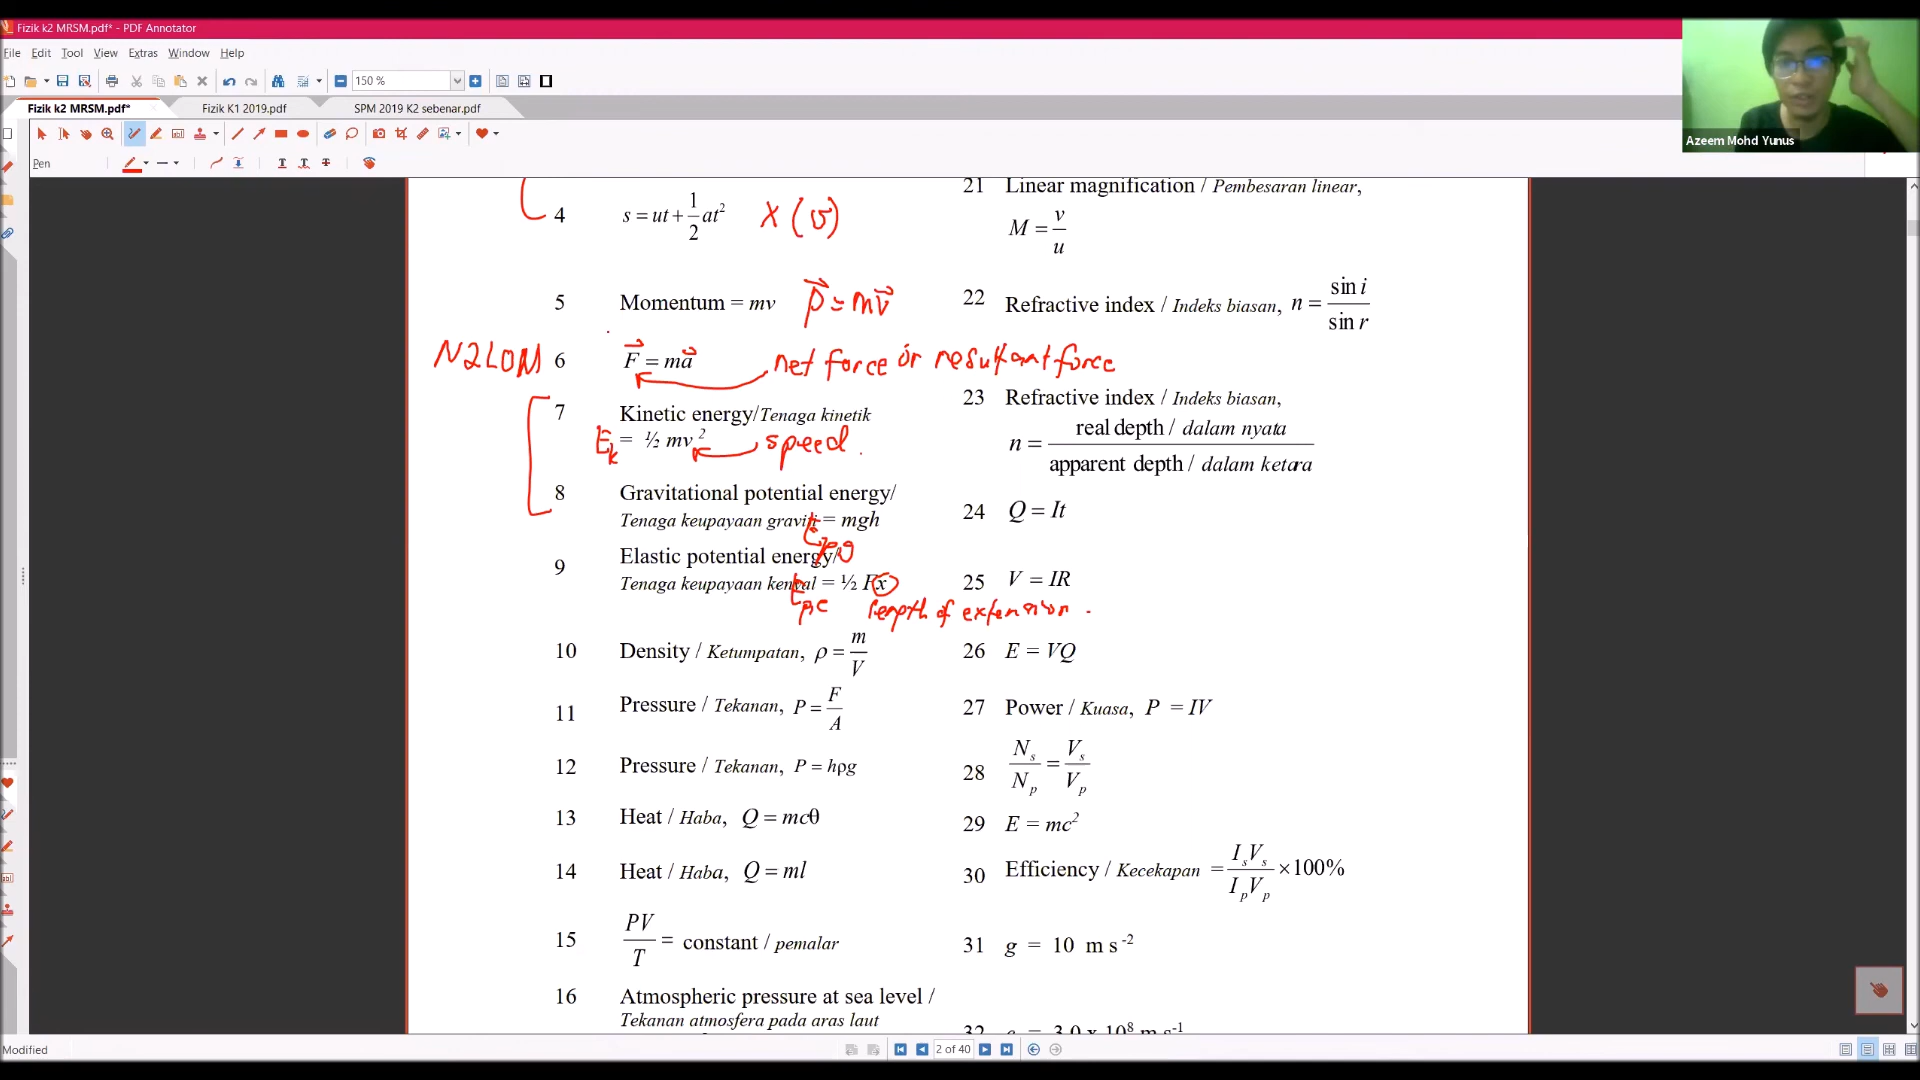 Fizik k2 MRSM.pdf* - PDF Annotator
File Edit Tool View Extras Window Help
150 %
Fizik k2 MRSM.pdf* Fizik K1 2019.pdf SPM 2019 K2 sebenar.pdf
Azeem Mohd Yunus
Pen
4 s = ut + 1/2 at² X (v)
5 Momentum = mv p⃗ = mv⃗
N2LOM 6 F⃗ = ma⃗ net force or resultant force
7 Kinetic energy/Tenaga kinetik
Ek = ½ mv² speed.
8 Gravitational potential energy/
Tenaga keupayaan graviti = mgh
Epg
9 Elastic potential energy/
Tenaga keupayaan kenyal = ½ Fx
Epe length of extension.
10 Density / Ketumpatan, ρ = m/V
11 Pressure / Tekanan, P = F/A
12 Pressure / Tekanan, P = hρg
13 Heat / Haba, Q = mcθ
14 Heat / Haba, Q = ml
15 PV/T = constant / pemalar
16 Atmospheric pressure at sea level /
Tekanan atmosfera pada aras laut
21 Linear magnification / Pembesaran linear,
M = v/u
22 Refractive index / Indeks biasan, n = sin i/sin r
23 Refractive index / Indeks biasan,
n = real depth / dalam nyata
apparent depth / dalam ketara
24 Q = It
25 V = IR
26 E = VQ
27 Power / Kuasa, P = IV
28 Ns/Np = Vs/Vp
29 E = mc²
30 Efficiency / Kecekapan = IsVs/IpVp ×100%
31 g = 10 m s-2
32 c = 3.0 x 10⁸ m s-1
Modified
2 of 40